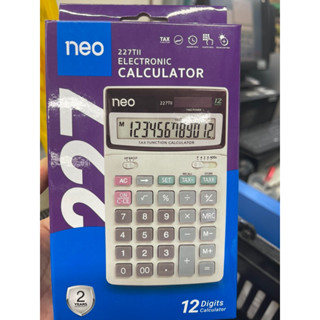 neo
TAX
227TII
ELECTRONIC
CALCULATOR
227
neo
227TII
12
M 123456789012.
TAX FUNCTION CALCULATOR
AC
SET
TAX-
TAX+
√
%
÷
7
8
9
×
MRC
4
5
6
−
M−
1
2
3
+
M+
0
00
.
=
2
YEARS
12 Digits
Calculator